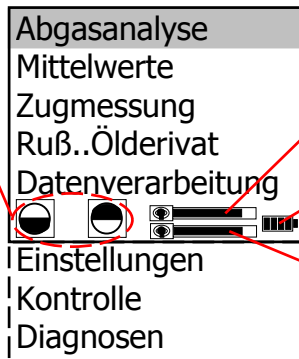 Abgasanalyse
Mittelwerte
Zugmessung
Ruß..Ölderivat
Datenverarbeitung
Einstellungen
Kontrolle
Diagnosen